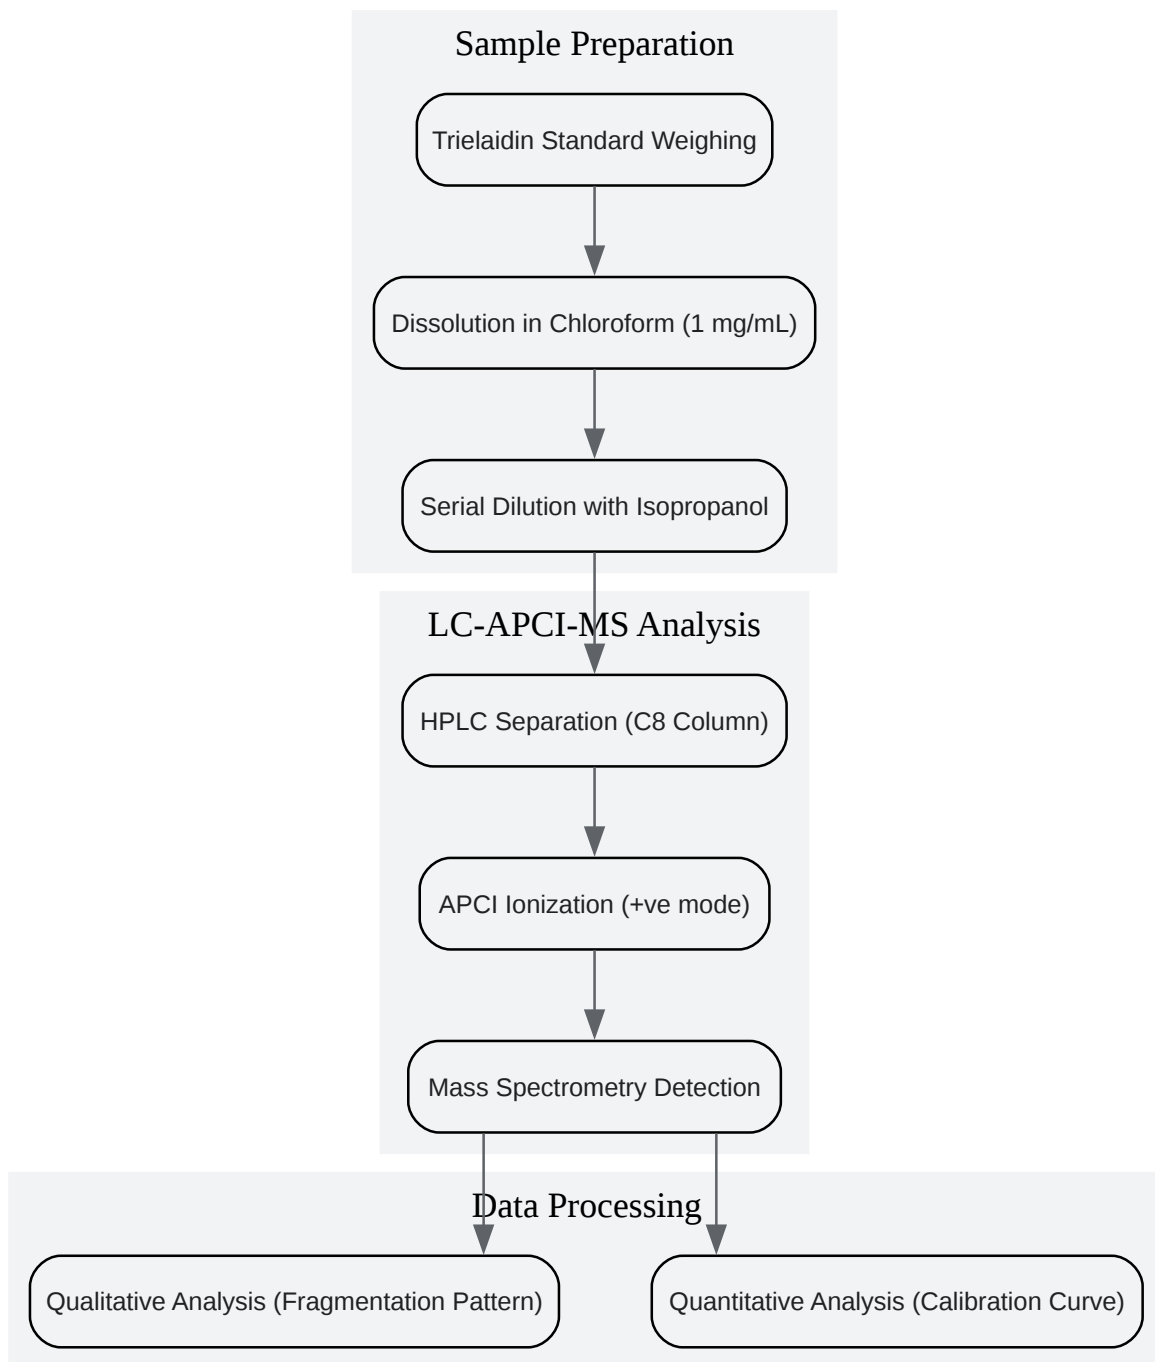 Sample Preparation
Trielaidin Standard Weighing
Dissolution in Chloroform (1 mg/mL)
Serial Dilution with Isopropanol
LC-APCI-MS Analysis
HPLC Separation (C8 Column)
APCI Ionization (+ve mode)
Mass Spectrometry Detection
Data Processing
Qualitative Analysis (Fragmentation Pattern)
Quantitative Analysis (Calibration Curve)